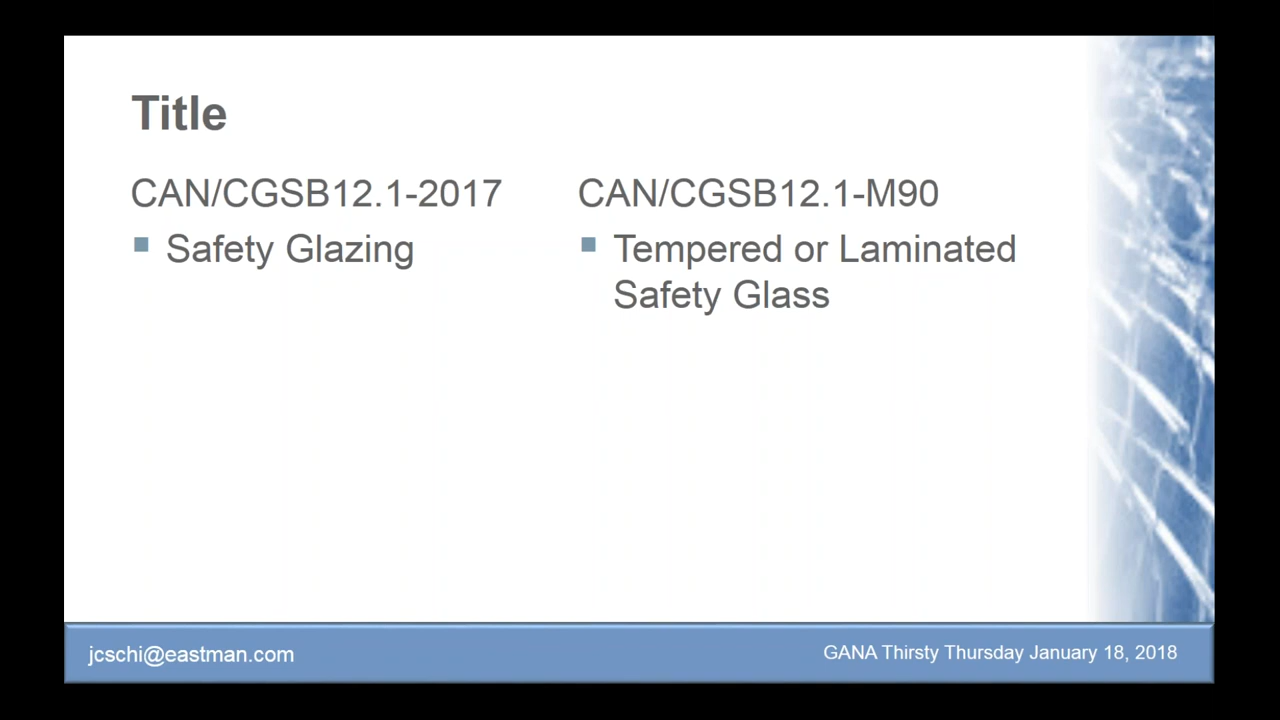 Title
CAN/CGSB12.1-2017
Safety Glazing
CAN/CGSB12.1-M90
Tempered or Laminated
Safety Glass
jcschi@eastman.com
GANA Thirsty Thursday January 18, 2018